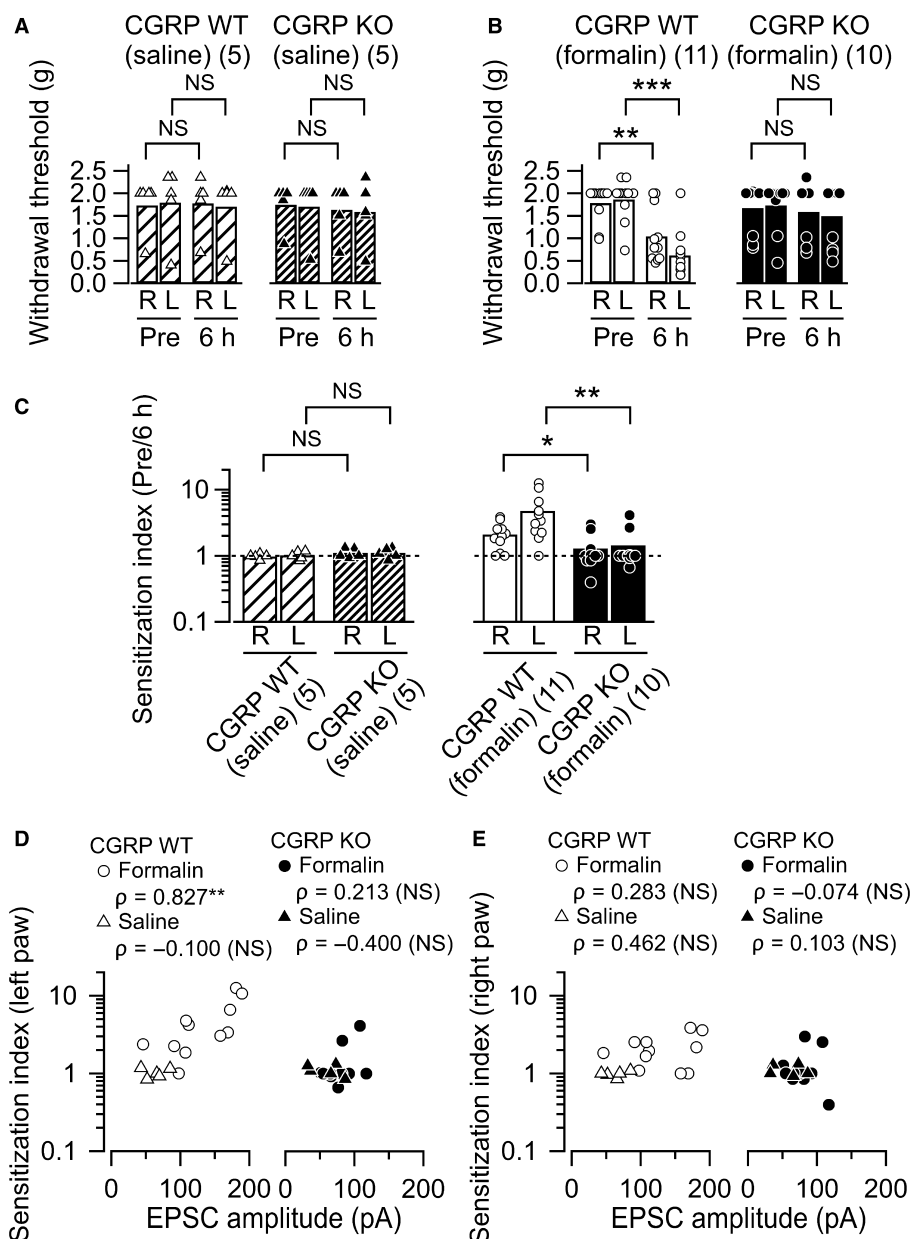 A
CGRP WT
(saline) (5)
CGRP KO
(saline) (5)
NS
NS
NS
NS
Withdrawal threshold (g)
2.5
2.0
1.5
1.0
0.5
0.0
R L R L
Pre 6 h
R L R L
Pre 6 h
B
CGRP WT
(formalin) (11)
CGRP KO
(formalin) (10)
***
**
NS
NS
Withdrawal threshold (g)
2.5
2.0
1.5
1.0
0.5
0.0
R L R L
Pre 6 h
R L R L
Pre 6 h
C
NS
NS
**
*
Sensitization index (Pre/6 h)
10
1
0.1
R L R L
R L R L
CGRP WT
(saline) (5)
CGRP KO
(saline) (5)
CGRP WT
(formalin) (11)
CGRP KO
(formalin) (10)
D
CGRP WT
Formalin
ρ = 0.827**
Saline
ρ = −0.100 (NS)
CGRP KO
Formalin
ρ = 0.213 (NS)
Saline
ρ = −0.400 (NS)
Sensitization index (left paw)
10
1
0.1
0 100 200
0 100 200
EPSC amplitude (pA)
E
CGRP WT
Formalin
ρ = 0.283 (NS)
Saline
ρ = 0.462 (NS)
CGRP KO
Formalin
ρ = −0.074 (NS)
Saline
ρ = 0.103 (NS)
Sensitization index (right paw)
10
1
0.1
0 100 200
0 100 200
EPSC amplitude (pA)